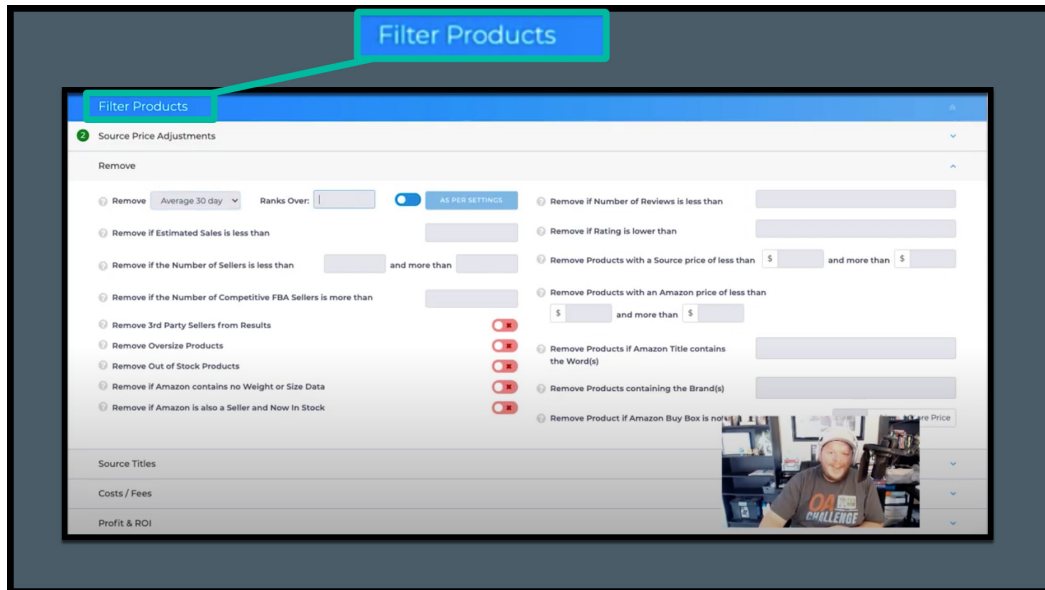 Filter Products
Filter Products
2 Source Price Adjustments
Remove
Remove Average 30 day Ranks Over: AS PER SETTINGS
Remove if Estimated Sales is less than
Remove if the Number of Sellers is less than and more than
Remove if the Number of Competitive FBA Sellers is more than
Remove 3rd Party Sellers from Results
Remove Oversize Products
Remove Out of Stock Products
Remove if Amazon contains no Weight or Size Data
Remove if Amazon is also a Seller and Now In Stock
Remove if Number of Reviews is less than
Remove if Rating is lower than
Remove Products with a Source price of less than $ and more than $
Remove Products with an Amazon price of less than
$ and more than $
Remove Products if Amazon Title contains
the Word(s)
Remove Products containing the Brand(s)
Remove Product if Amazon Buy Box is not Price
Source Titles
Costs / Fees
Profit & ROI
OA
CHALLENGE